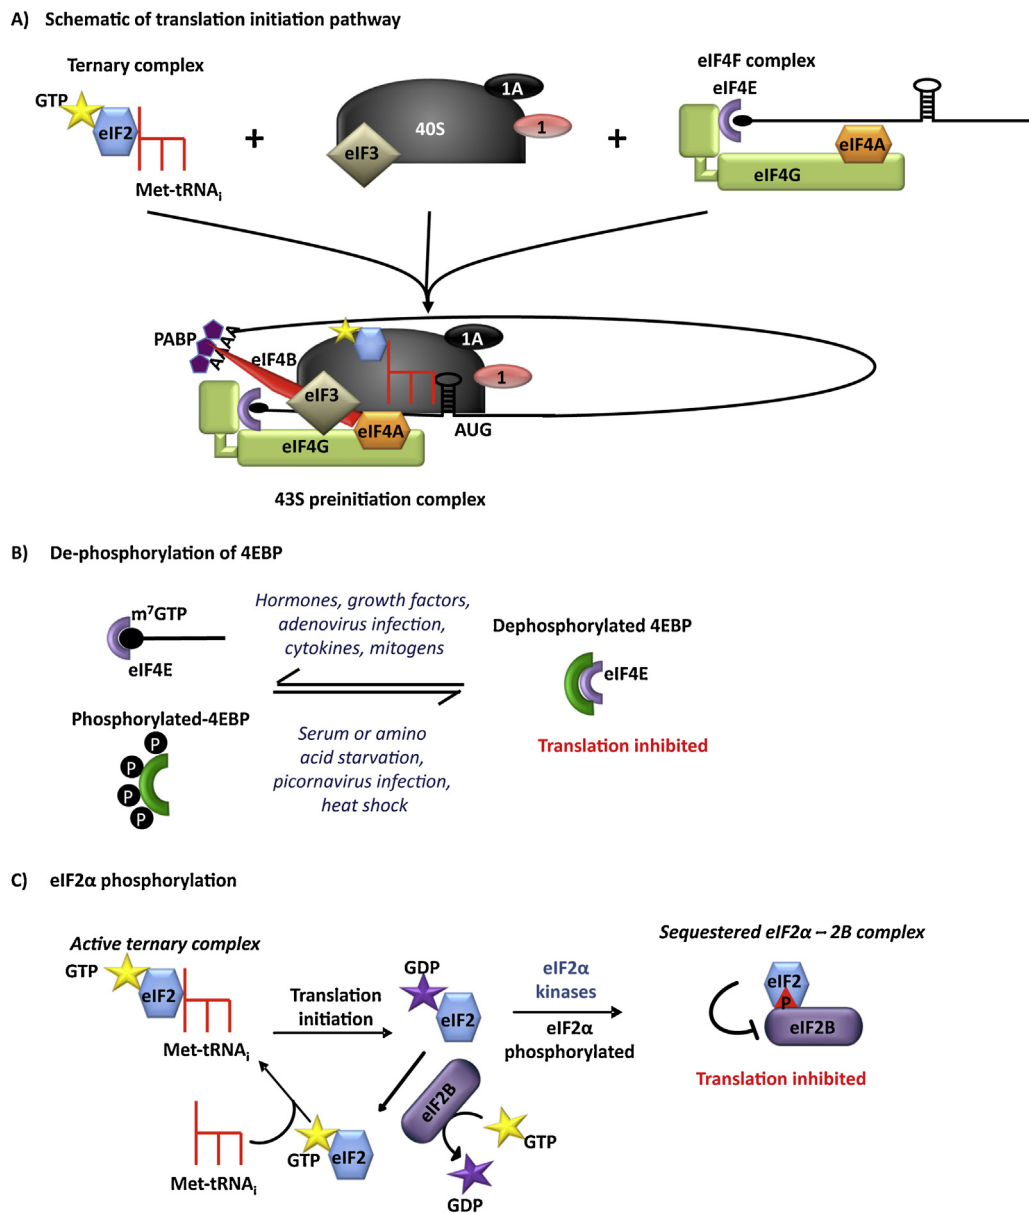 A) Schematic of translation initiation pathway
Ternary complex
GTP
eIF2
Met-tRNAi
+
40S
1A
1
eIF3
+
eIF4F complex
eIF4E
eIF4A
eIF4G
PABP
AAAA
eIF4B
1A
1
eIF3
eIF4A
eIF4G
AUG
43S preinitiation complex
B) De-phosphorylation of 4EBP
m7GTP
eIF4E
Phosphorylated-4EBP
P
P
P
P
Hormones, growth factors,
adenovirus infection,
cytokines, mitogens
Serum or amino
acid starvation,
picornavirus infection,
heat shock
Dephosphorylated 4EBP
eIF4E
Translation inhibited
C) eIF2α phosphorylation
Active ternary complex
GTP
eIF2
Met-tRNAi
Translation
initiation
GDP
eIF2
eIF2α
kinases
eIF2α
phosphorylated
Sequestered eIF2α – 2B complex
eIF2
P
eIF2B
Translation inhibited
Met-tRNAi
GTP
eIF2
eIF2B
GTP
GDP